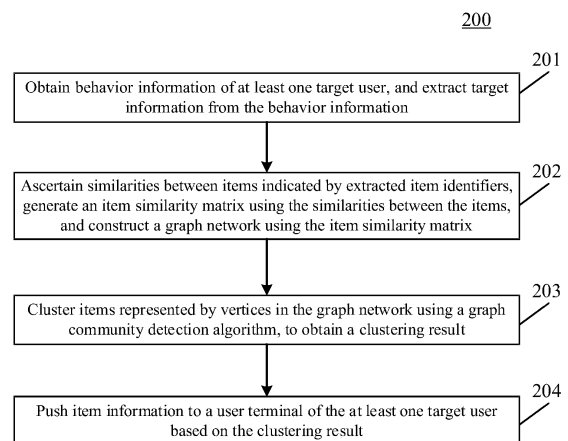 200
201
Obtain behavior information of at least one target user, and extract target
information from the behavior information
202
Ascertain similarities between items indicated by extracted item identifiers,
generate an item similarity matrix using the similarities between the items,
and construct a graph network using the item similarity matrix
203
Cluster items represented by vertices in the graph network using a graph
community detection algorithm, to obtain a clustering result
204
Push item information to a user terminal of the at least one target user
based on the clustering result